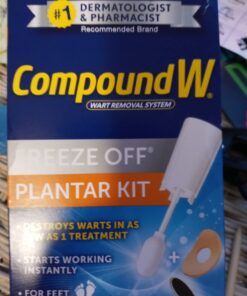 #1 DERMATOLOGIST
& PHARMACIST
Recommended Brand
Compound W®
WART REMOVAL SYSTEM
FREEZE OFF®
PLANTAR KIT
• DESTROYS WARTS IN AS
FEW AS 1 TREATMENT
• STARTS WORKING
INSTANTLY
• FOR FEET